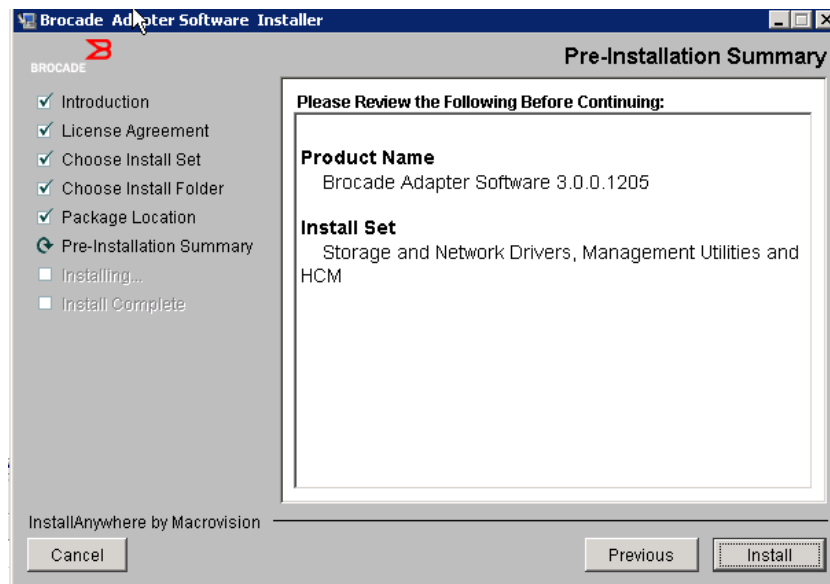 Brocade Adapter Software Installer
BROCADE
Pre-Installation Summary
Introduction
License Agreement
Choose Install Set
Choose Install Folder
Package Location
Pre-Installation Summary
Installing...
Install Complete
Please Review the Following Before Continuing:
Product Name
Brocade Adapter Software 3.0.0.1205
Install Set
Storage and Network Drivers, Management Utilities and
HCM
InstallAnywhere by Macrovision
Cancel
Previous
Install